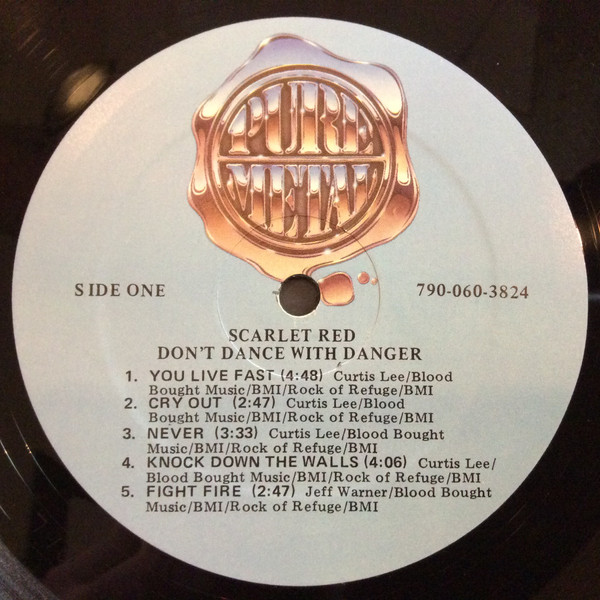 PURE
METAL
SIDE ONE
790-060-3824
SCARLET RED
DON'T DANCE WITH DANGER
1. YOU LIVE FAST (4:48) Curtis Lee/Blood
Bought Music/BMI/Rock of Refuge/BMI
2. CRY OUT (2:47) Curtis Lee/Blood
Bought Music/BMI/Rock of Refuge/BMI
3. NEVER (3:33) Curtis Lee/Blood Bought
Music/BMI/Rock of Refuge/BMI
4. KNOCK DOWN THE WALLS (4:06) Curtis Lee/
Blood Bought Music/BMI/Rock of Refuge/BMI
5. FIGHT FIRE (2:47) Jeff Warner/Blood Bought
Music/BMI/Rock of Refuge/BMI